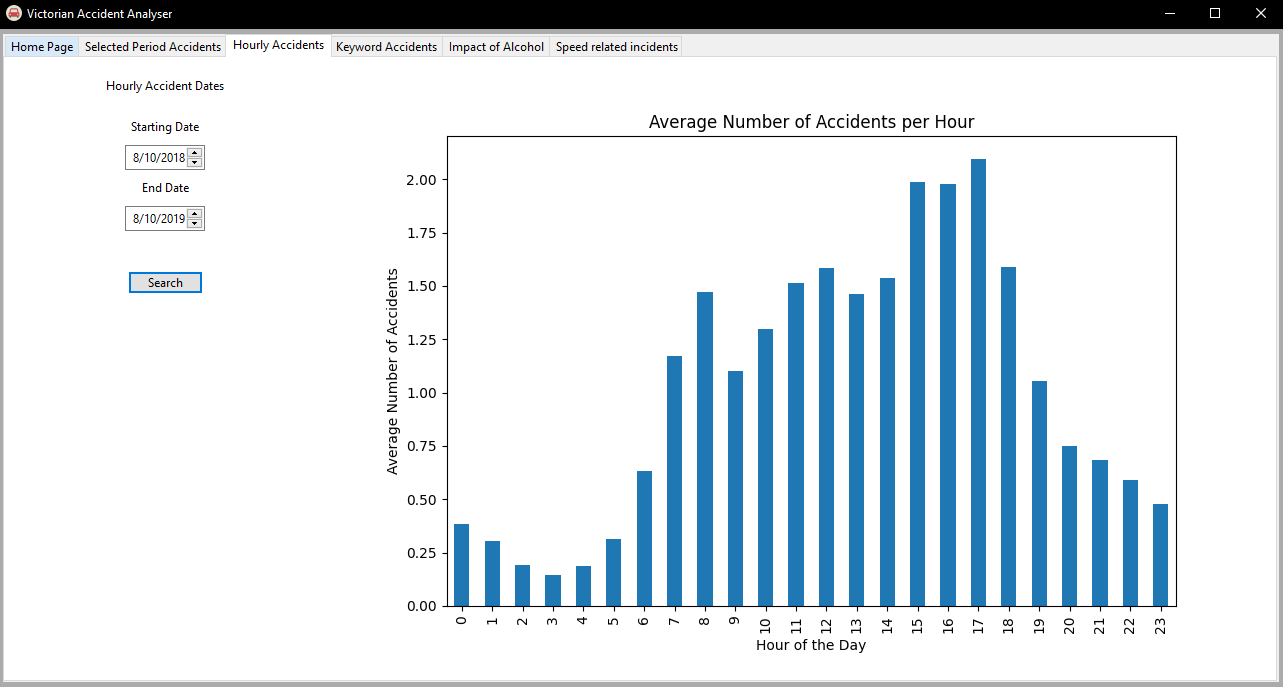 Victorian Accident Analyser
Home Page Selected Period Accidents Hourly Accidents Keyword Accidents Impact of Alcohol Speed related incidents
Hourly Accident Dates
Starting Date
8/10/2018
End Date
8/10/2019
Search
Average Number of Accidents per Hour
Average Number of Accidents
2.00
1.75
1.50
1.25
1.00
0.75
0.50
0.25
0.00
0 1 2 3 4 5 6 7 8 9 10 11 12 13 14 15 16 17 18 19 20 21 22 23
Hour of the Day